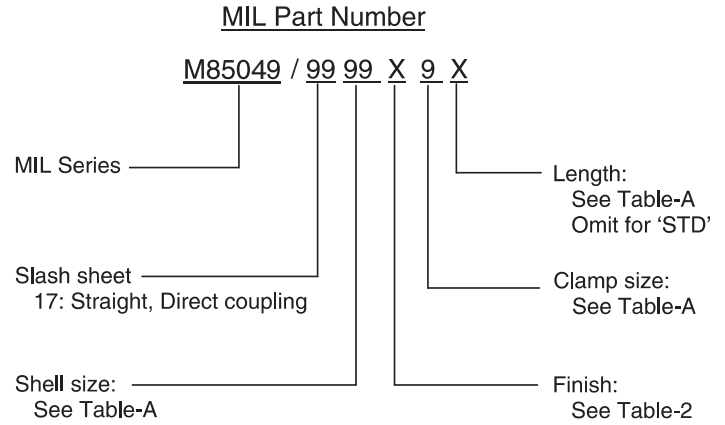 MIL Part Number
M85049 / 99 99 X 9 X
MIL Series
Length:
See Table-A
Omit for ‘STD’
Slash sheet
17: Straight, Direct coupling
Clamp size:
See Table-A
Shell size:
See Table-A
Finish:
See Table-2